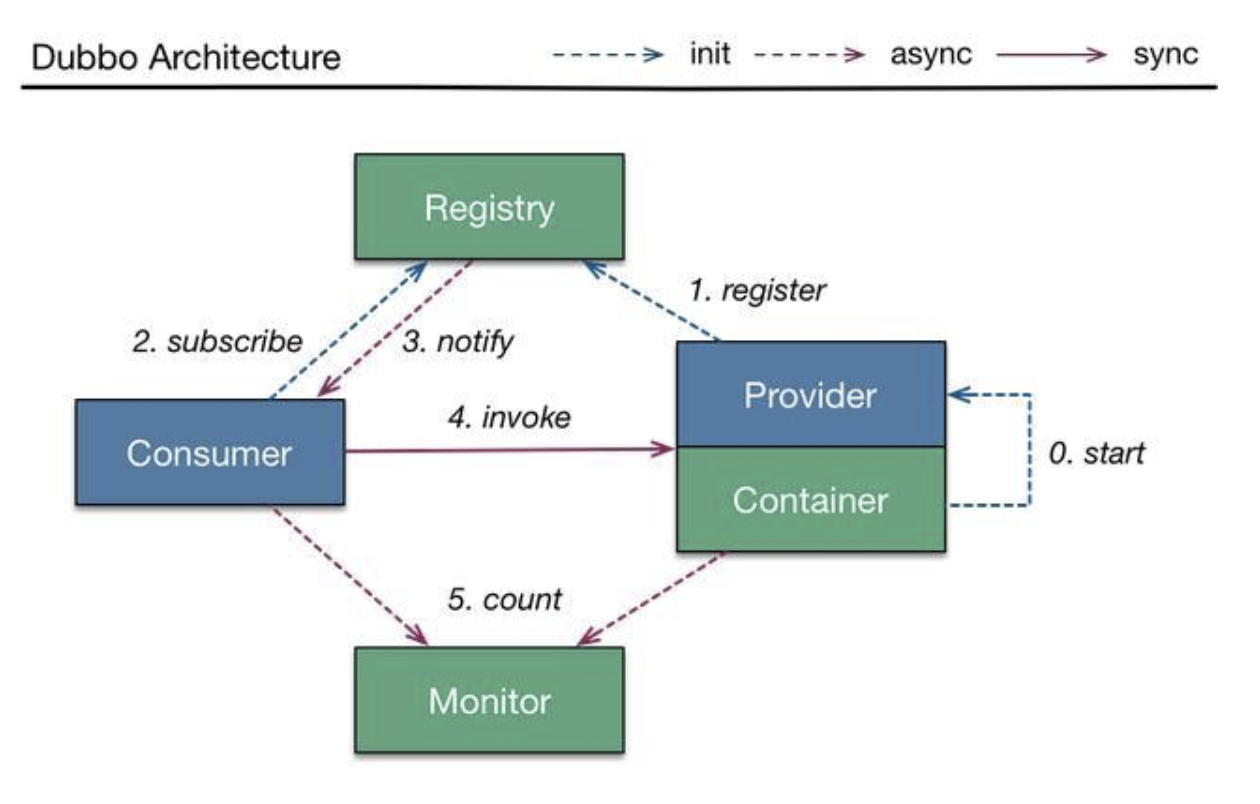 Dubbo Architecture
init
async
sync
Registry
1. register
2. subscribe
3. notify
Provider
4. invoke
Consumer
0. start
Container
5. count
Monitor